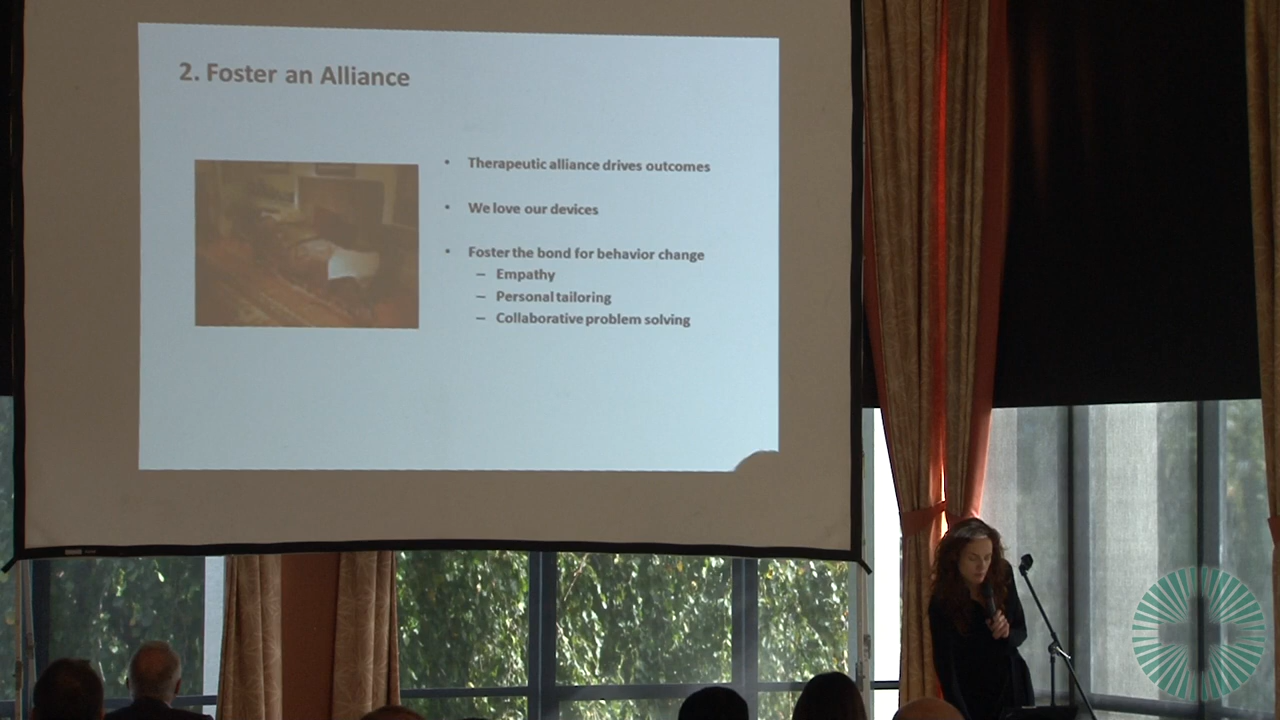 2. Foster an Alliance
• Therapeutic alliance drives outcomes
• We love our devices
• Foster the bond for behavior change
– Empathy
– Personal tailoring
– Collaborative problem solving